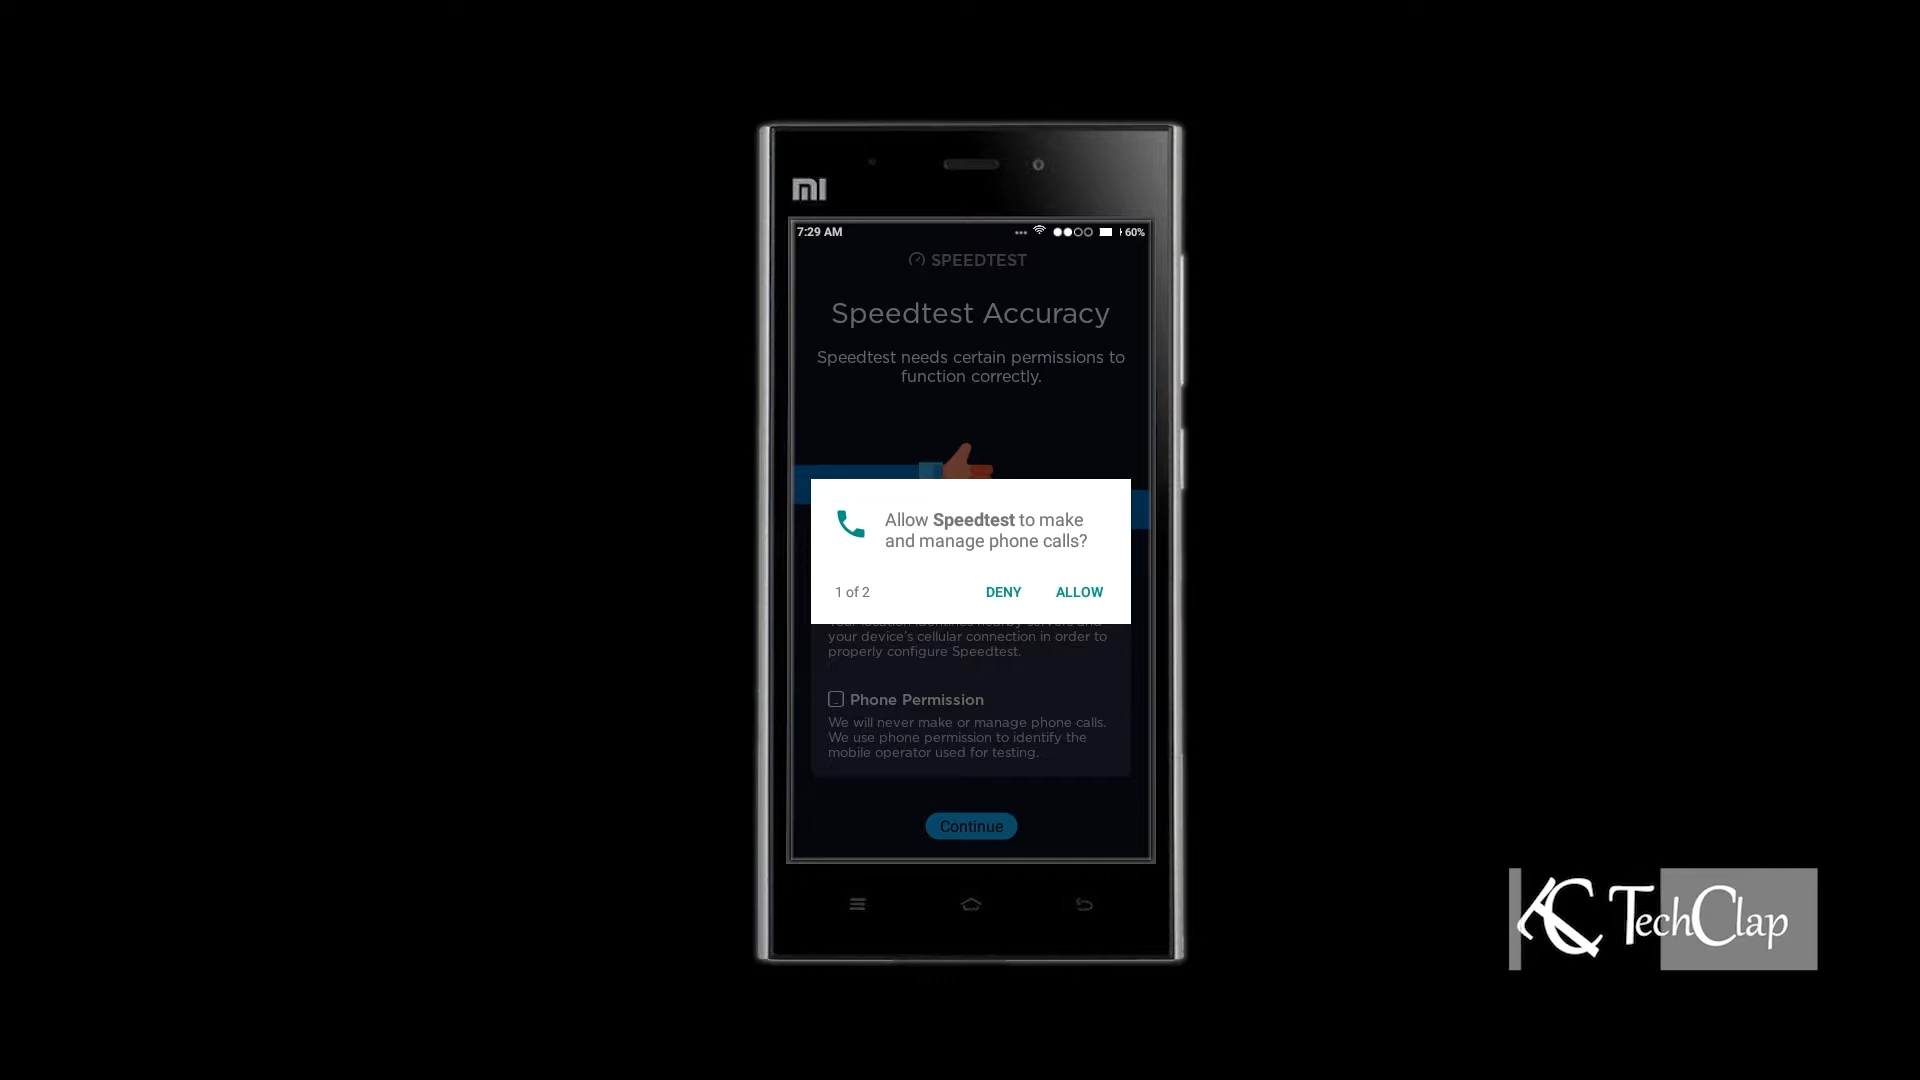 mi
7:29 AM
60%
SPEEDTEST
Speedtest Accuracy
Speedtest needs certain permissions to
function correctly.
Allow Speedtest to make
and manage phone calls?
1 of 2
DENY
ALLOW
your device's cellular connection in order to
properly configure Speedtest.
Phone Permission
We will never make or manage phone calls.
We use phone permission to identify the
mobile operator used for testing.
Continue
TechClap